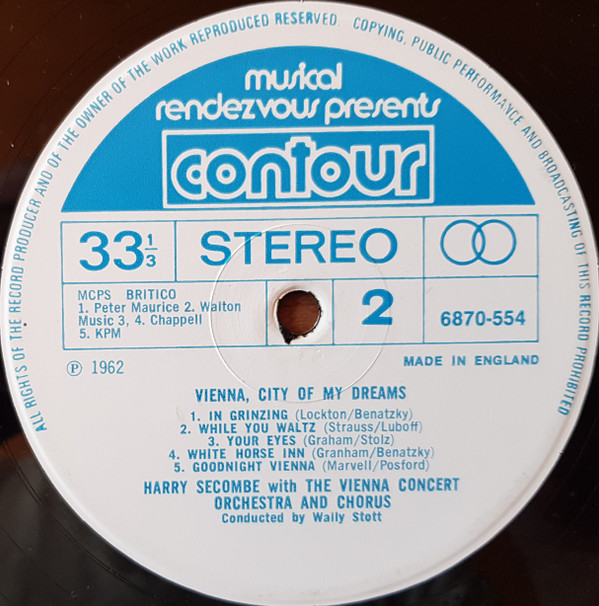 ALL RIGHTS OF THE RECORD PRODUCER AND OF THE OWNER OF THE WORK REPRODUCED RESERVED. COPYING, PUBLIC PERFORMANCE AND BROADCASTING OF THIS RECORD PROHIBITED
musical
rendezvous presents
contour
33 1/3 STEREO
MCPS BRITICO
1. Peter Maurice 2. Walton
Music 3, 4. Chappell
5. KPM
2
6870-554
Ⓟ 1962
MADE IN ENGLAND
VIENNA, CITY OF MY DREAMS
1. IN GRINZING (Lockton/Benatzky)
2. WHILE YOU WALTZ (Strauss/Luboff)
3. YOUR EYES (Graham/Stolz)
4. WHITE HORSE INN (Granham/Benatzky)
5. GOODNIGHT VIENNA (Marvell/Posford)
HARRY SECOMBE with THE VIENNA CONCERT
ORCHESTRA AND CHORUS
Conducted by Wally Stott